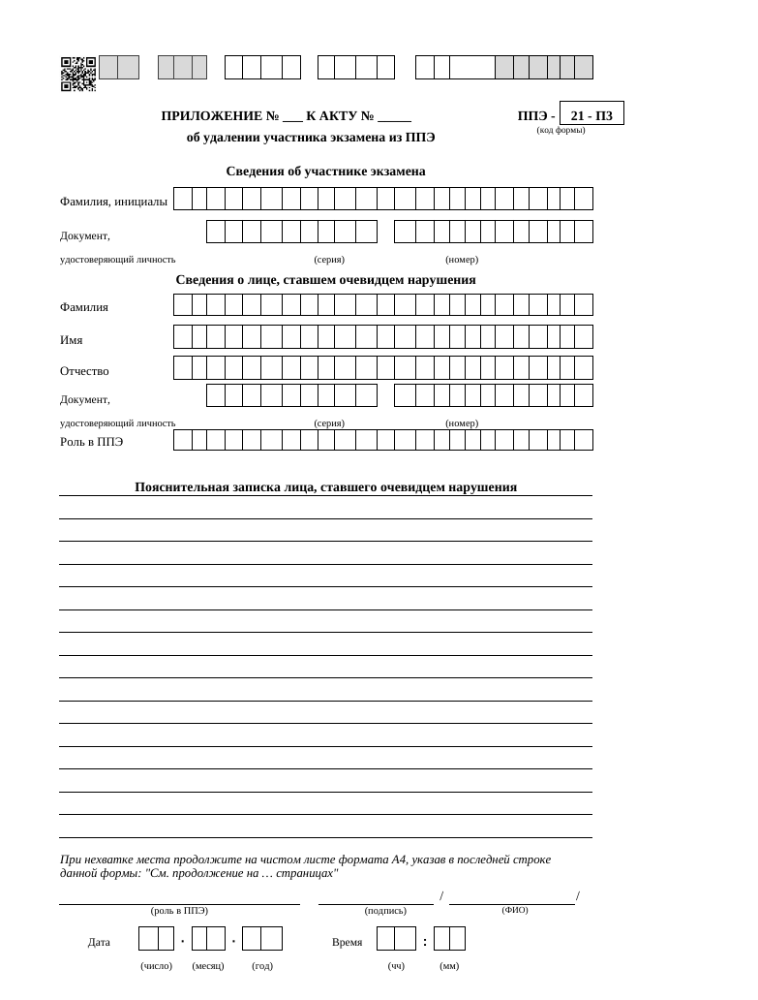 ПРИЛОЖЕНИЕ № ___ К АКТУ № _____
ППЭ - 21 - П3
(код формы)
об удалении участника экзамена из ППЭ
Сведения об участнике экзамена
Фамилия, инициалы
Документ,
удостоверяющий личность (серия) (номер)
Сведения о лице, ставшем очевидцем нарушения
Фамилия
Имя
Отчество
Документ,
удостоверяющий личность (серия) (номер)
Роль в ППЭ
Пояснительная записка лица, ставшего очевидцем нарушения
При нехватке места продолжите на чистом листе формата А4, указав в последней строке
данной формы: "См. продолжение на … страницах"
/ /
(роль в ППЭ) (подпись) (ФИО)
Дата . . Время :
(число) (месяц) (год) (чч) (мм)